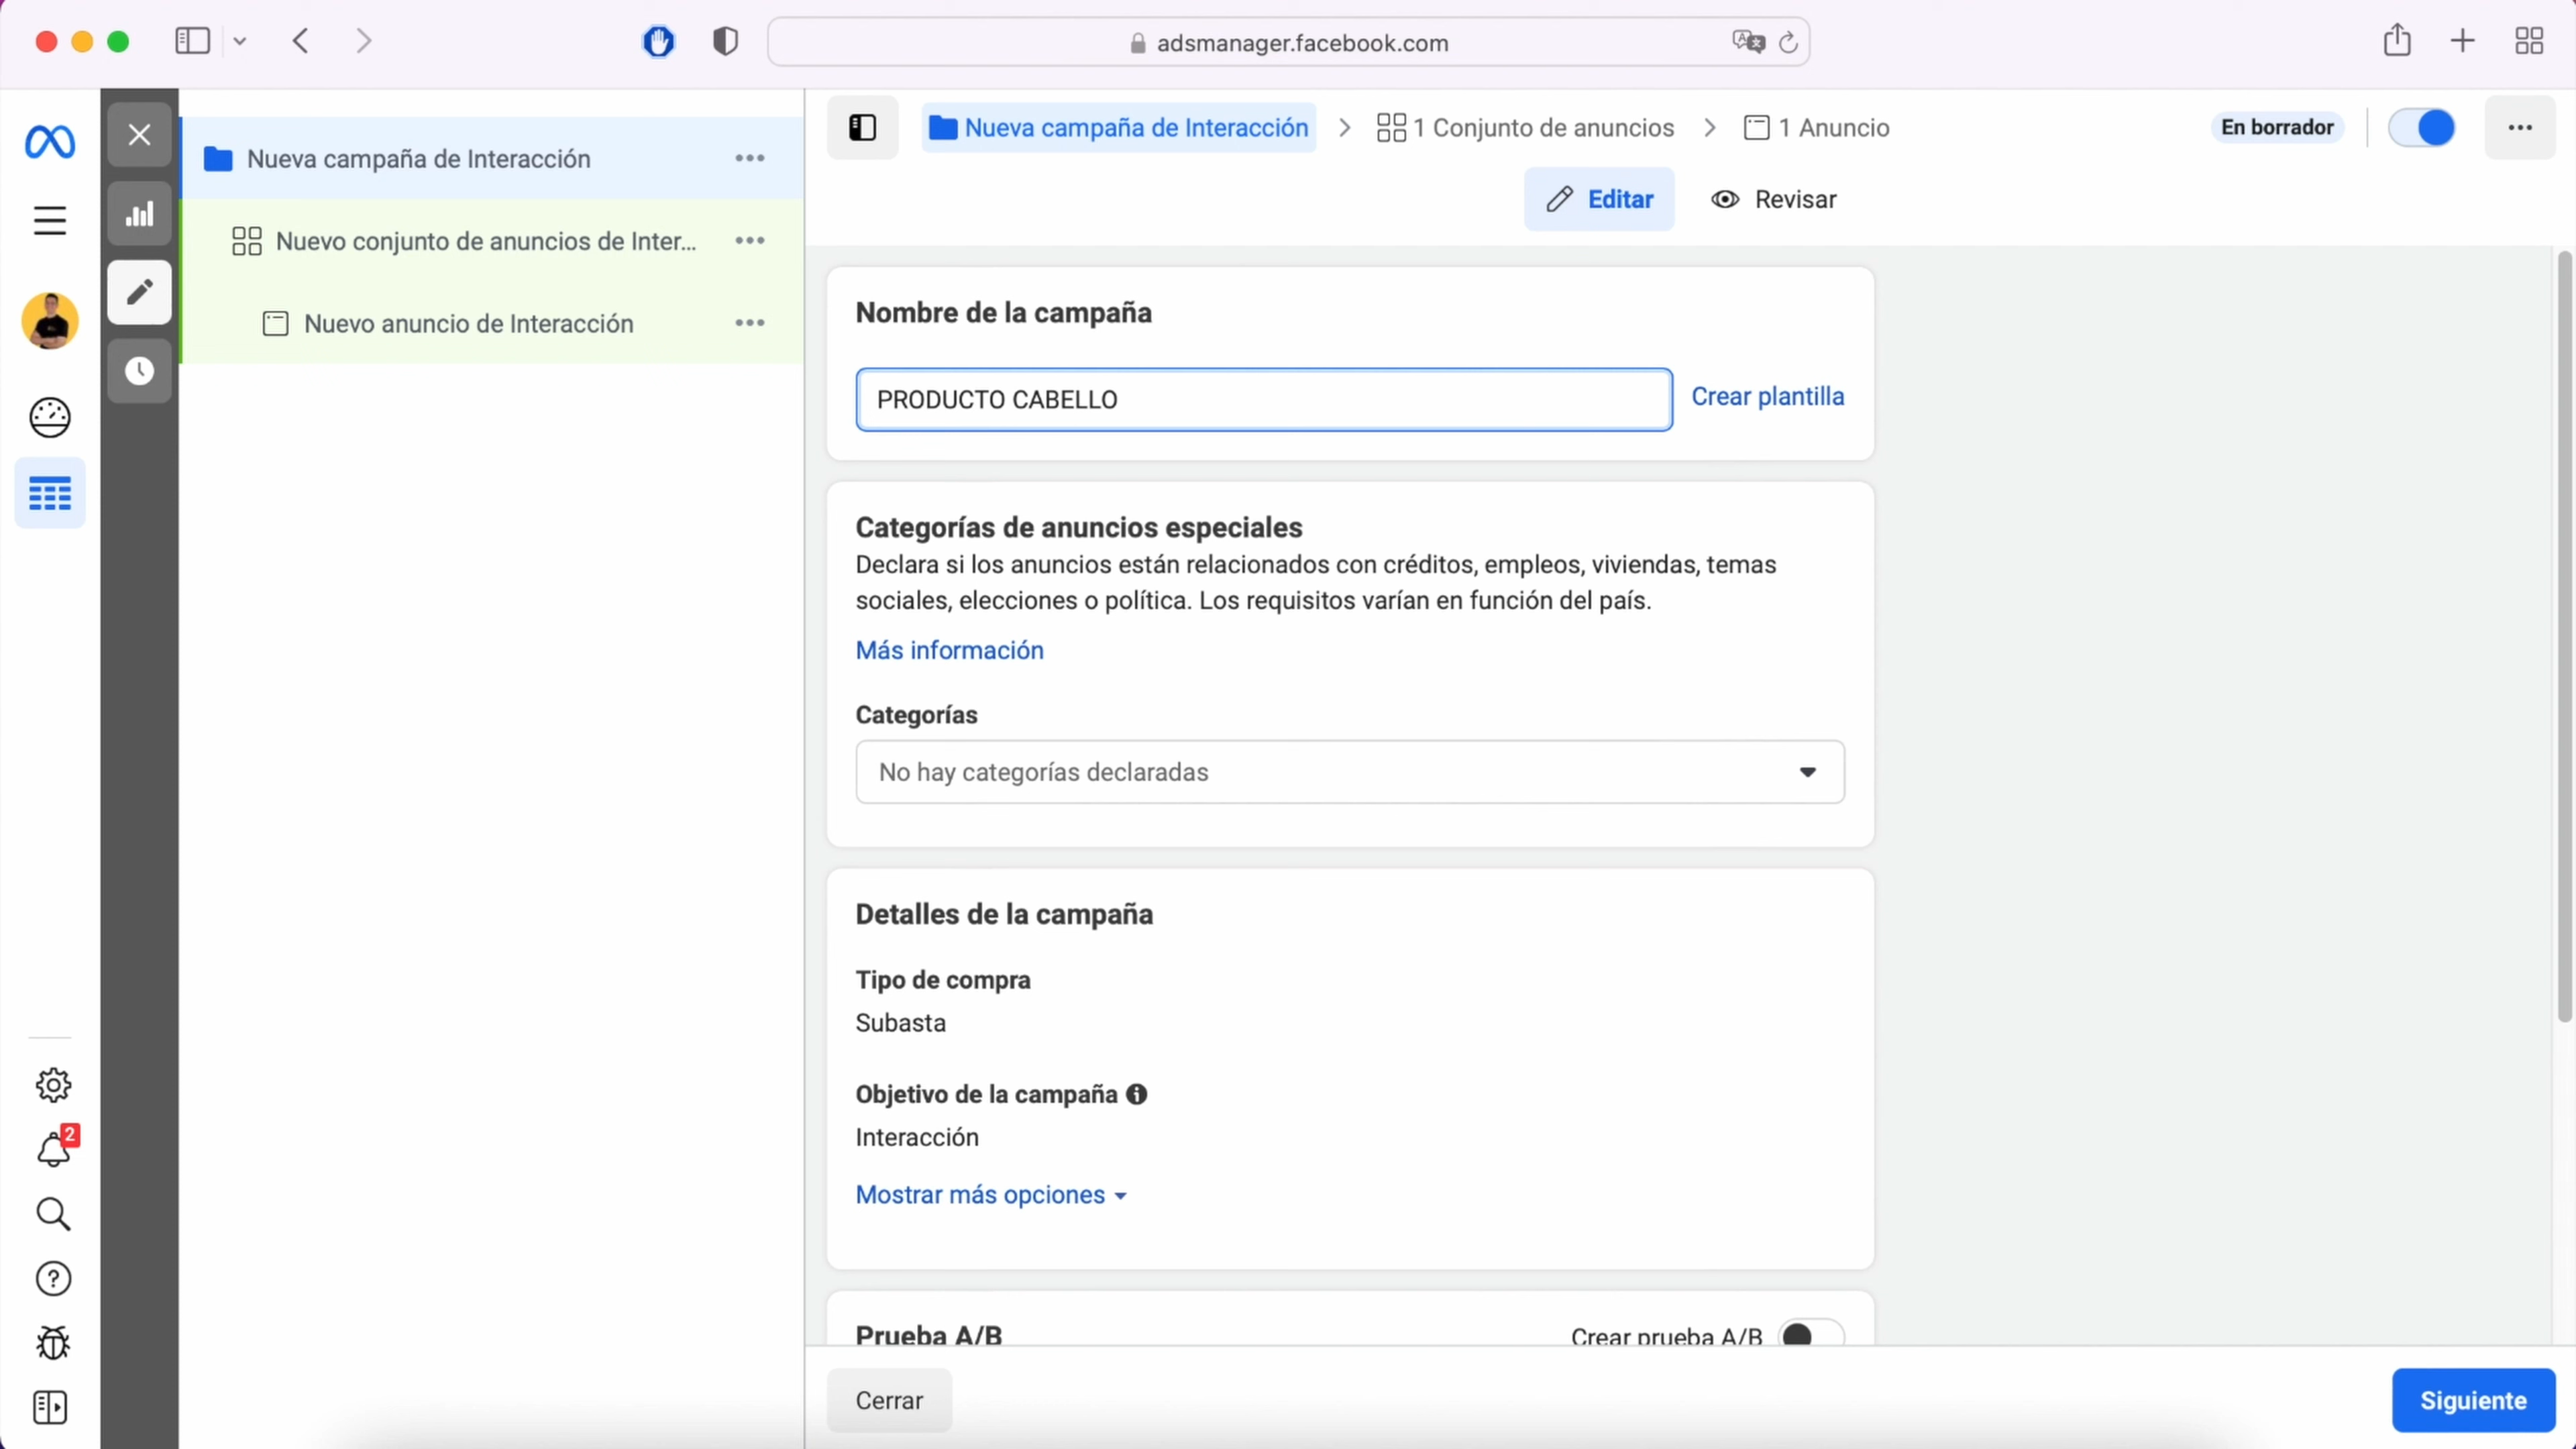 adsmanager.facebook.com
Nueva campaña de Interacción
Nuevo conjunto de anuncios de Inter...
Nuevo anuncio de Interacción
2
Nueva campaña de Interacción
1 Conjunto de anuncios
1 Anuncio
En borrador
Editar
Revisar
Nombre de la campaña
PRODUCTO CABELLO
Crear plantilla
Categorías de anuncios especiales
Declara si los anuncios están relacionados con créditos, empleos, viviendas, temas
sociales, elecciones o política. Los requisitos varían en función del país.
Más información
Categorías
No hay categorías declaradas
Detalles de la campaña
Tipo de compra
Subasta
Objetivo de la campaña
Interacción
Mostrar más opciones
Prueba A/B
Crear prueba A/B
Cerrar
Siguiente